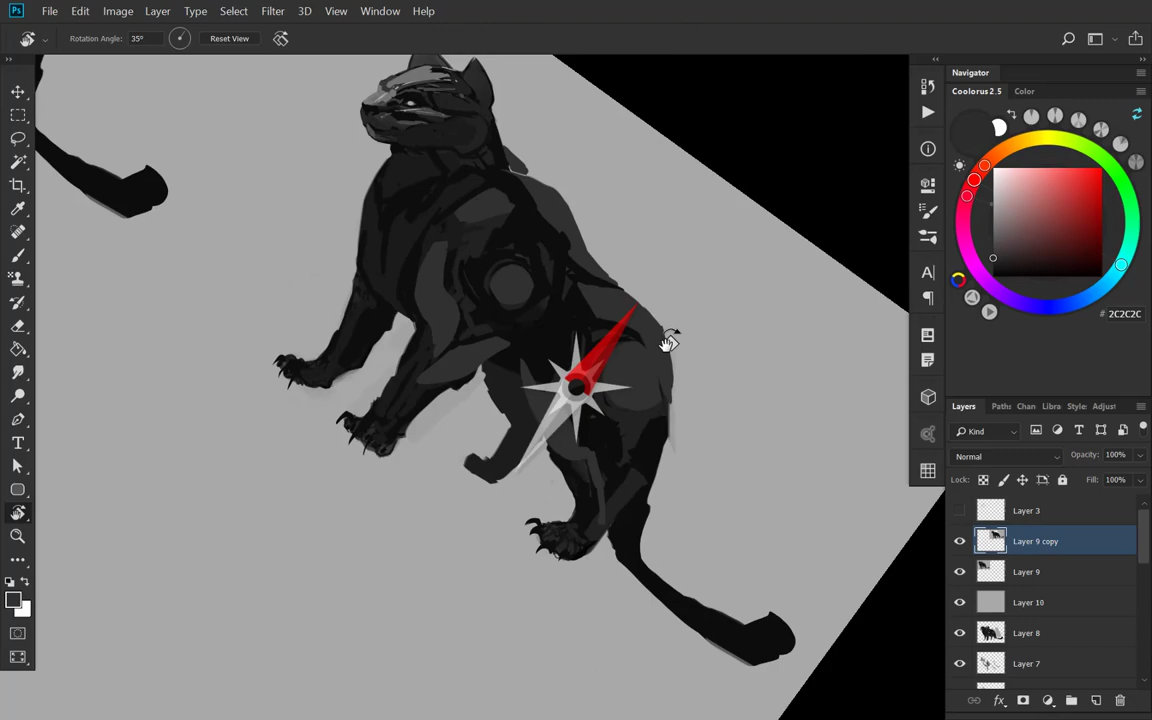 Ps File Edit Image Layer Type Select Filter 3D View Window Help
Rotation Angle: 35° Reset View
Navigator
Coolorus 2.5 Color
# 2C2C2C
Layers Paths Chan Libra Styles Adjust
Kind
Normal Opacity: 100%
Lock: Fill: 100%
Layer 3
Layer 9 copy
Layer 9
Layer 10
Layer 8
Layer 7